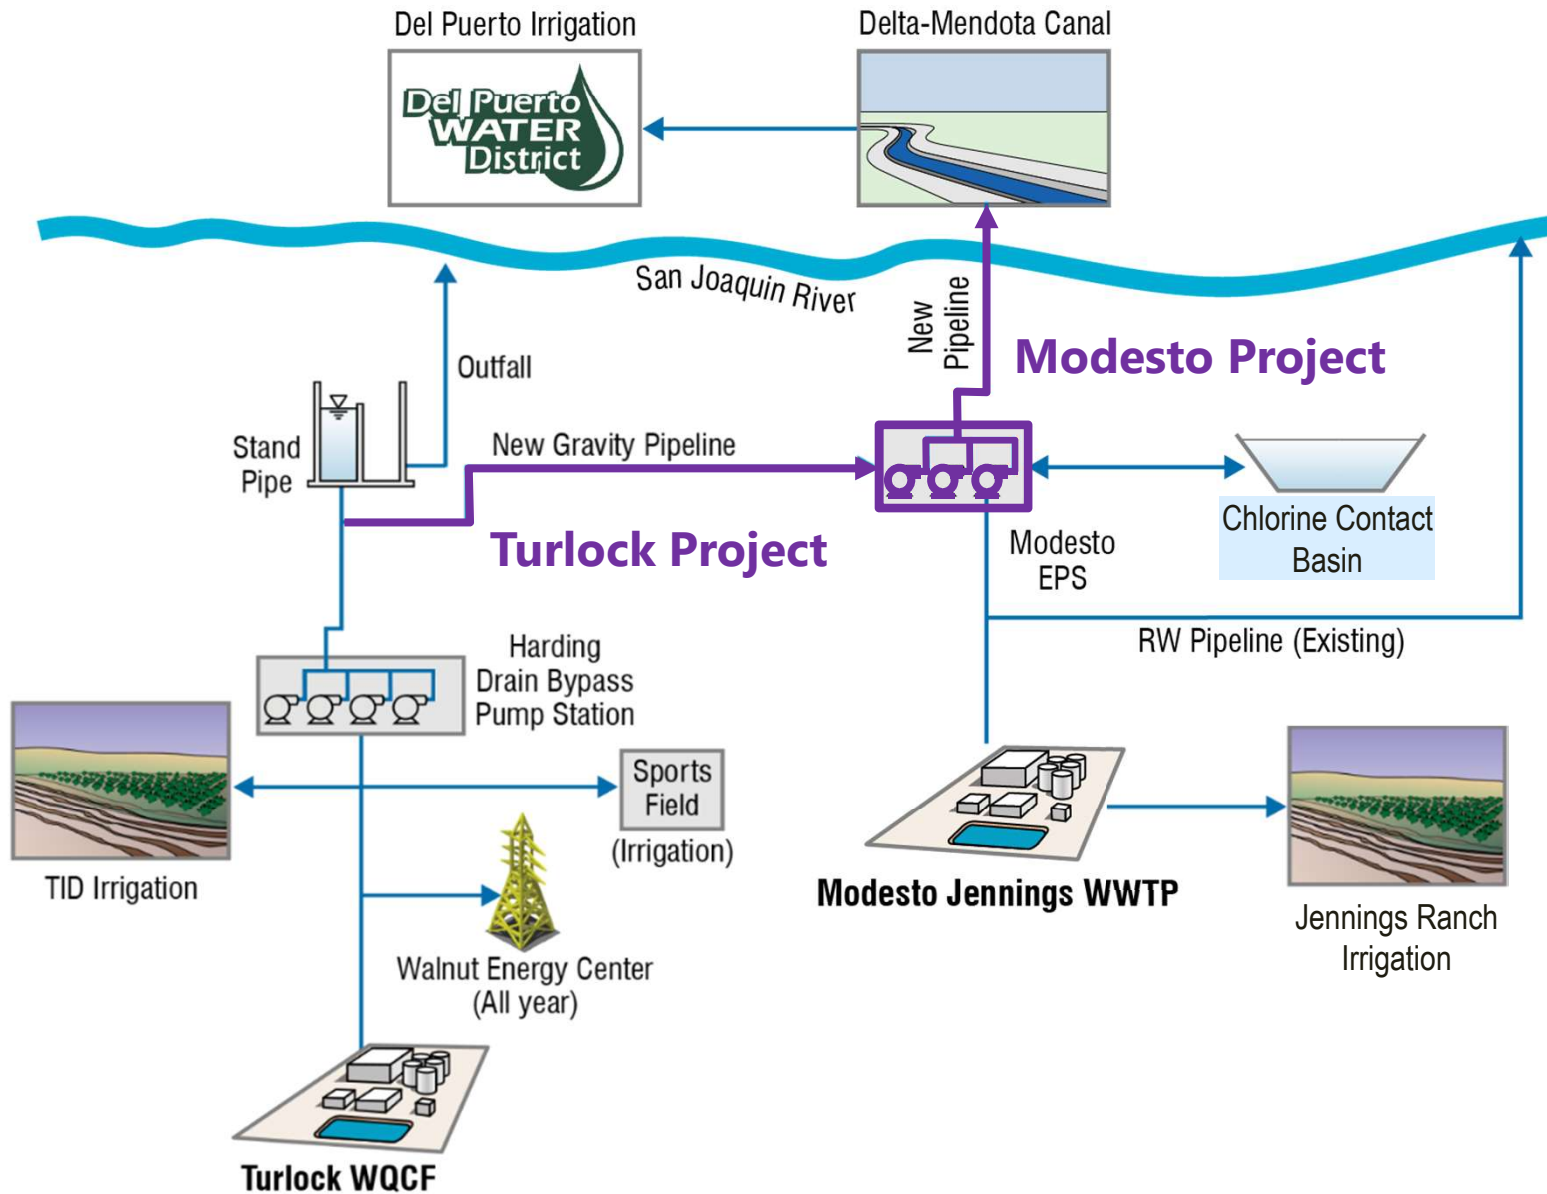 Del Puerto Irrigation
Delta-Mendota Canal
Del Puerto
WATER
District
San Joaquin River
New
Pipeline
Modesto Project
Outfall
Stand
Pipe
New Gravity Pipeline
Turlock Project
Chlorine Contact
Basin
Modesto
EPS
RW Pipeline (Existing)
Harding
Drain Bypass
Pump Station
Sports
Field
(Irrigation)
TID Irrigation
Walnut Energy Center
(All year)
Modesto Jennings WWTP
Jennings Ranch
Irrigation
Turlock WQCF